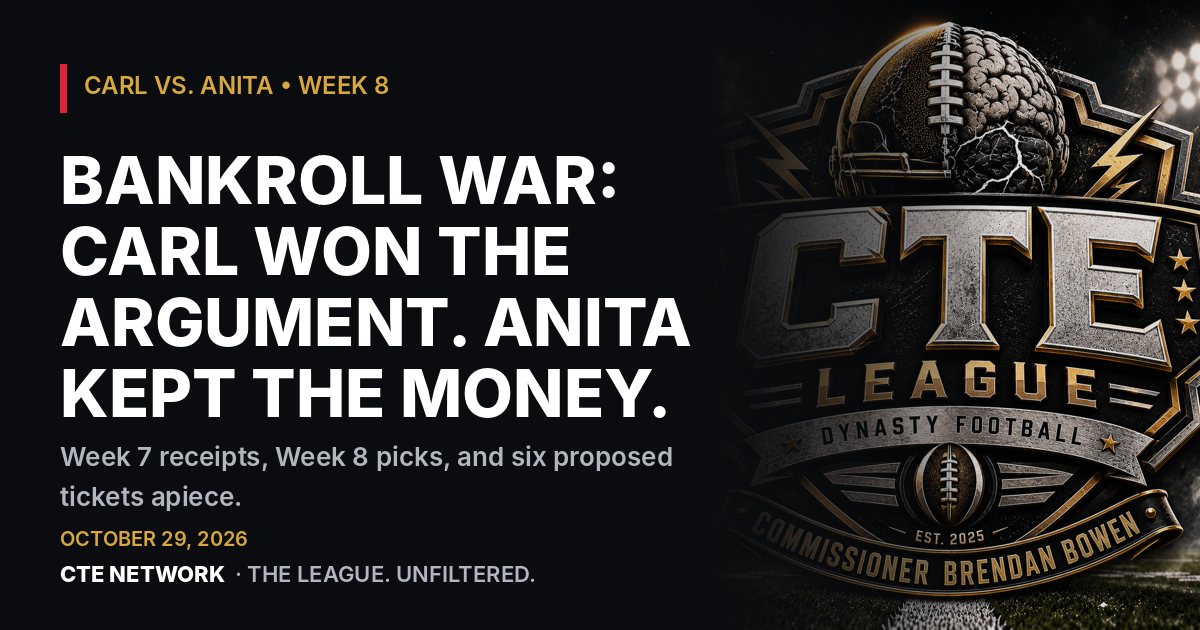 CARL VS. ANITA • WEEK 8
BANKROLL WAR:
CARL WON THE
ARGUMENT. ANITA
KEPT THE MONEY.
Week 7 receipts, Week 8 picks, and six proposed
tickets apiece.
OCTOBER 29, 2026
CTE NETWORK · THE LEAGUE. UNFILTERED.
CTE
LEAGUE
DYNASTY FOOTBALL
EST. 2025
COMMISSIONER BRENDAN BOWEN